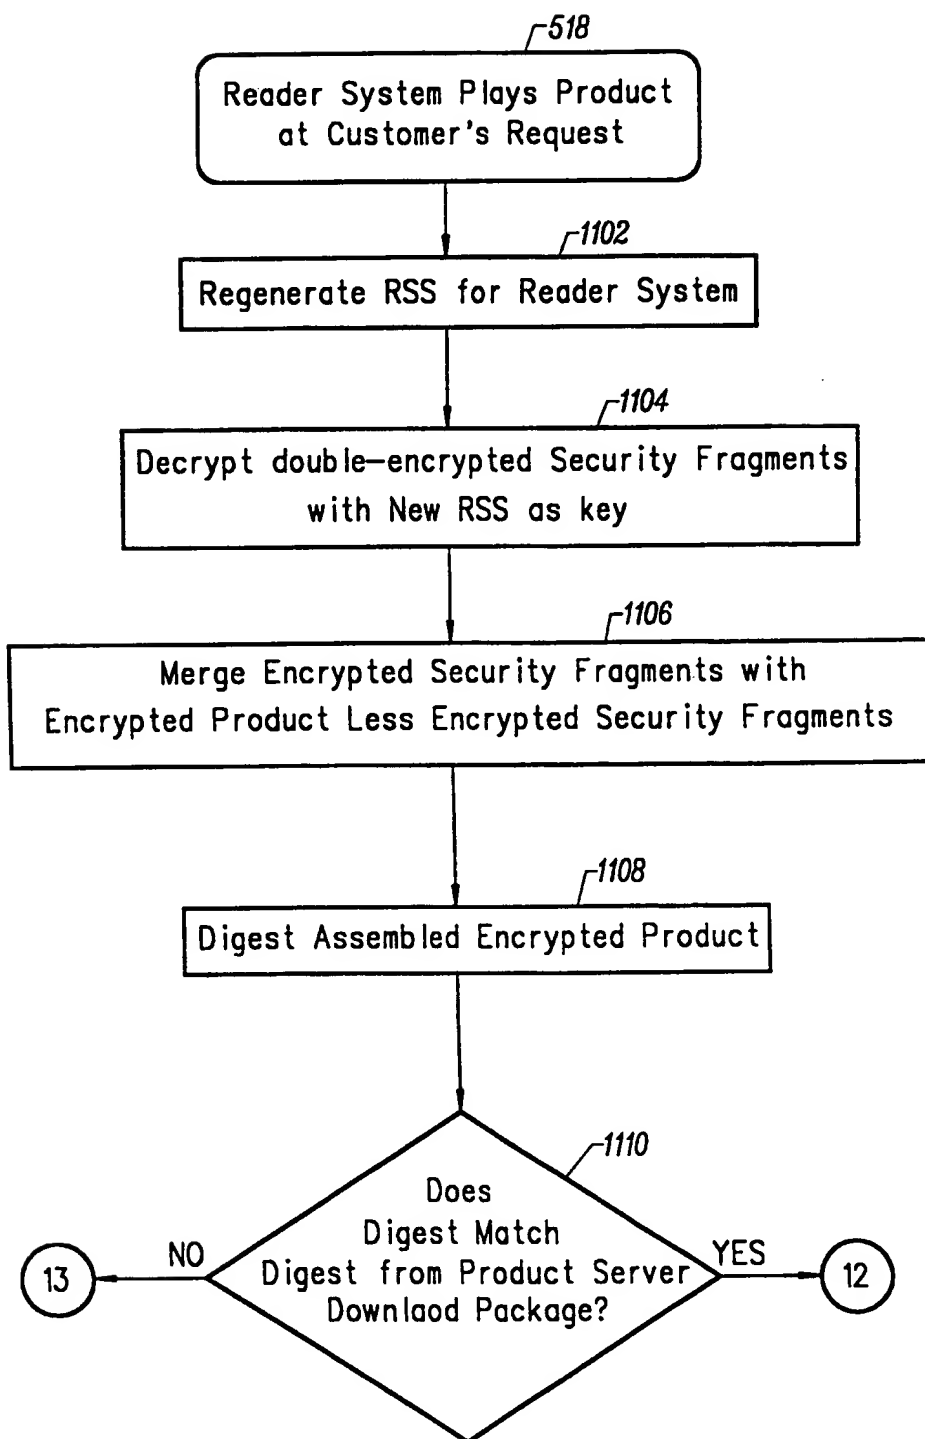 518
Reader System Plays Product
at Customer's Request
1102
Regenerate RSS for Reader System
1104
Decrypt double-encrypted Security Fragments
with New RSS as key
1106
Merge Encrypted Security Fragments with
Encrypted Product Less Encrypted Security Fragments
1108
Digest Assembled Encrypted Product
1110
Does
Digest Match
Digest from Product Server
Downlaod Package?
NO
YES
13
12